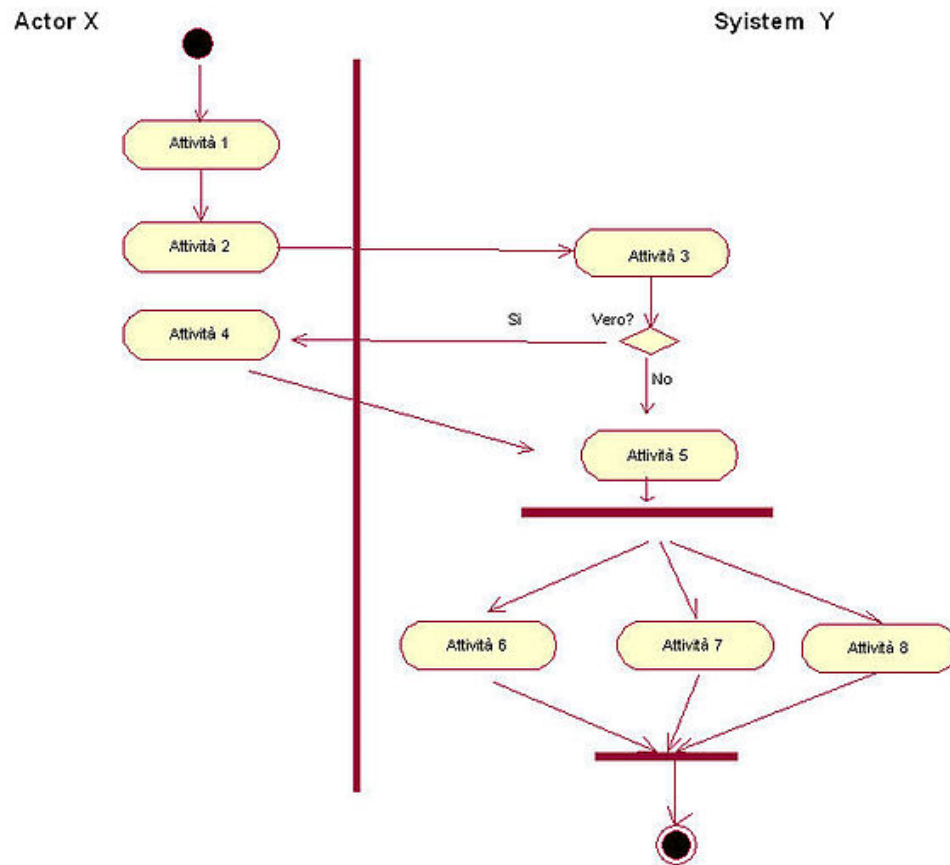 Actor X
Syistem Y
Attività 1
Attività 2
Attività 3
Attività 4
Si
Vero?
No
Attività 5
Attività 6
Attività 7
Attività 8